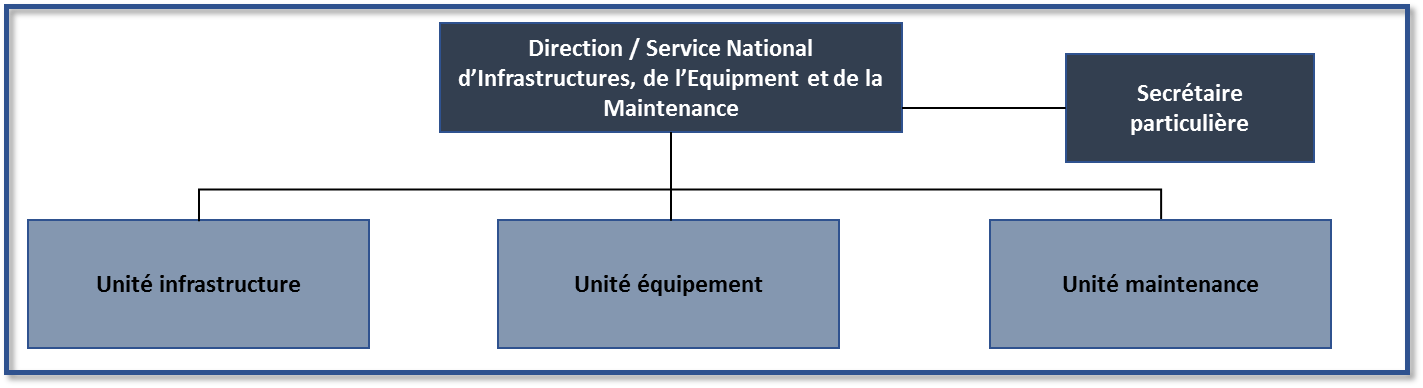 Direction / Service National
d’Infrastructures, de l’Equipment et de la
Maintenance
Secrétaire
particulière
Unité infrastructure
Unité équipement
Unité maintenance